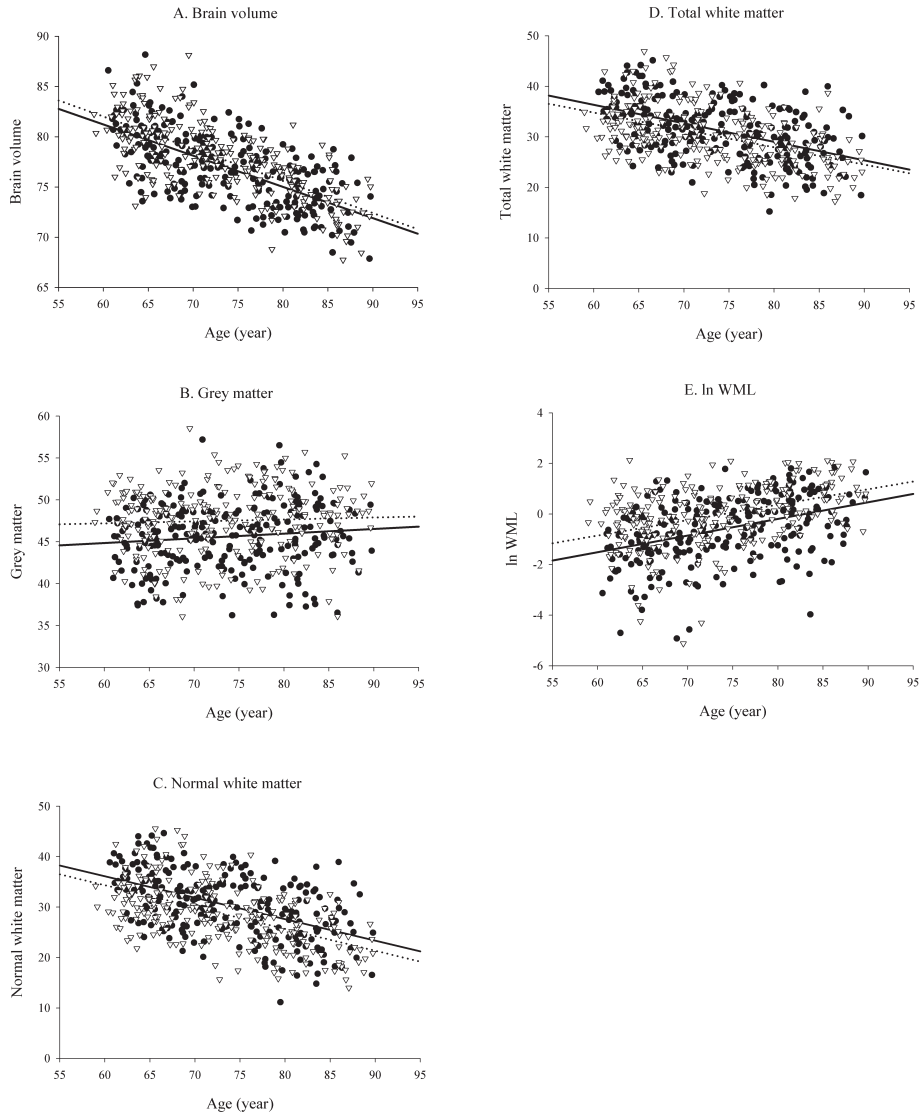 A. Brain volume
90
85
80
75
70
65
Brain volume
55 60 65 70 75 80 85 90 95
Age (year)
D. Total white matter
50
40
30
20
10
0
Total white matter
55 60 65 70 75 80 85 90 95
Age (year)
B. Grey matter
60
55
50
45
40
35
30
Grey matter
55 60 65 70 75 80 85 90 95
Age (year)
E. ln WML
4
2
0
-2
-4
-6
ln WML
55 60 65 70 75 80 85 90 95
Age (year)
C. Normal white matter
50
40
30
20
10
0
Normal white matter
55 60 65 70 75 80 85 90 95
Age (year)